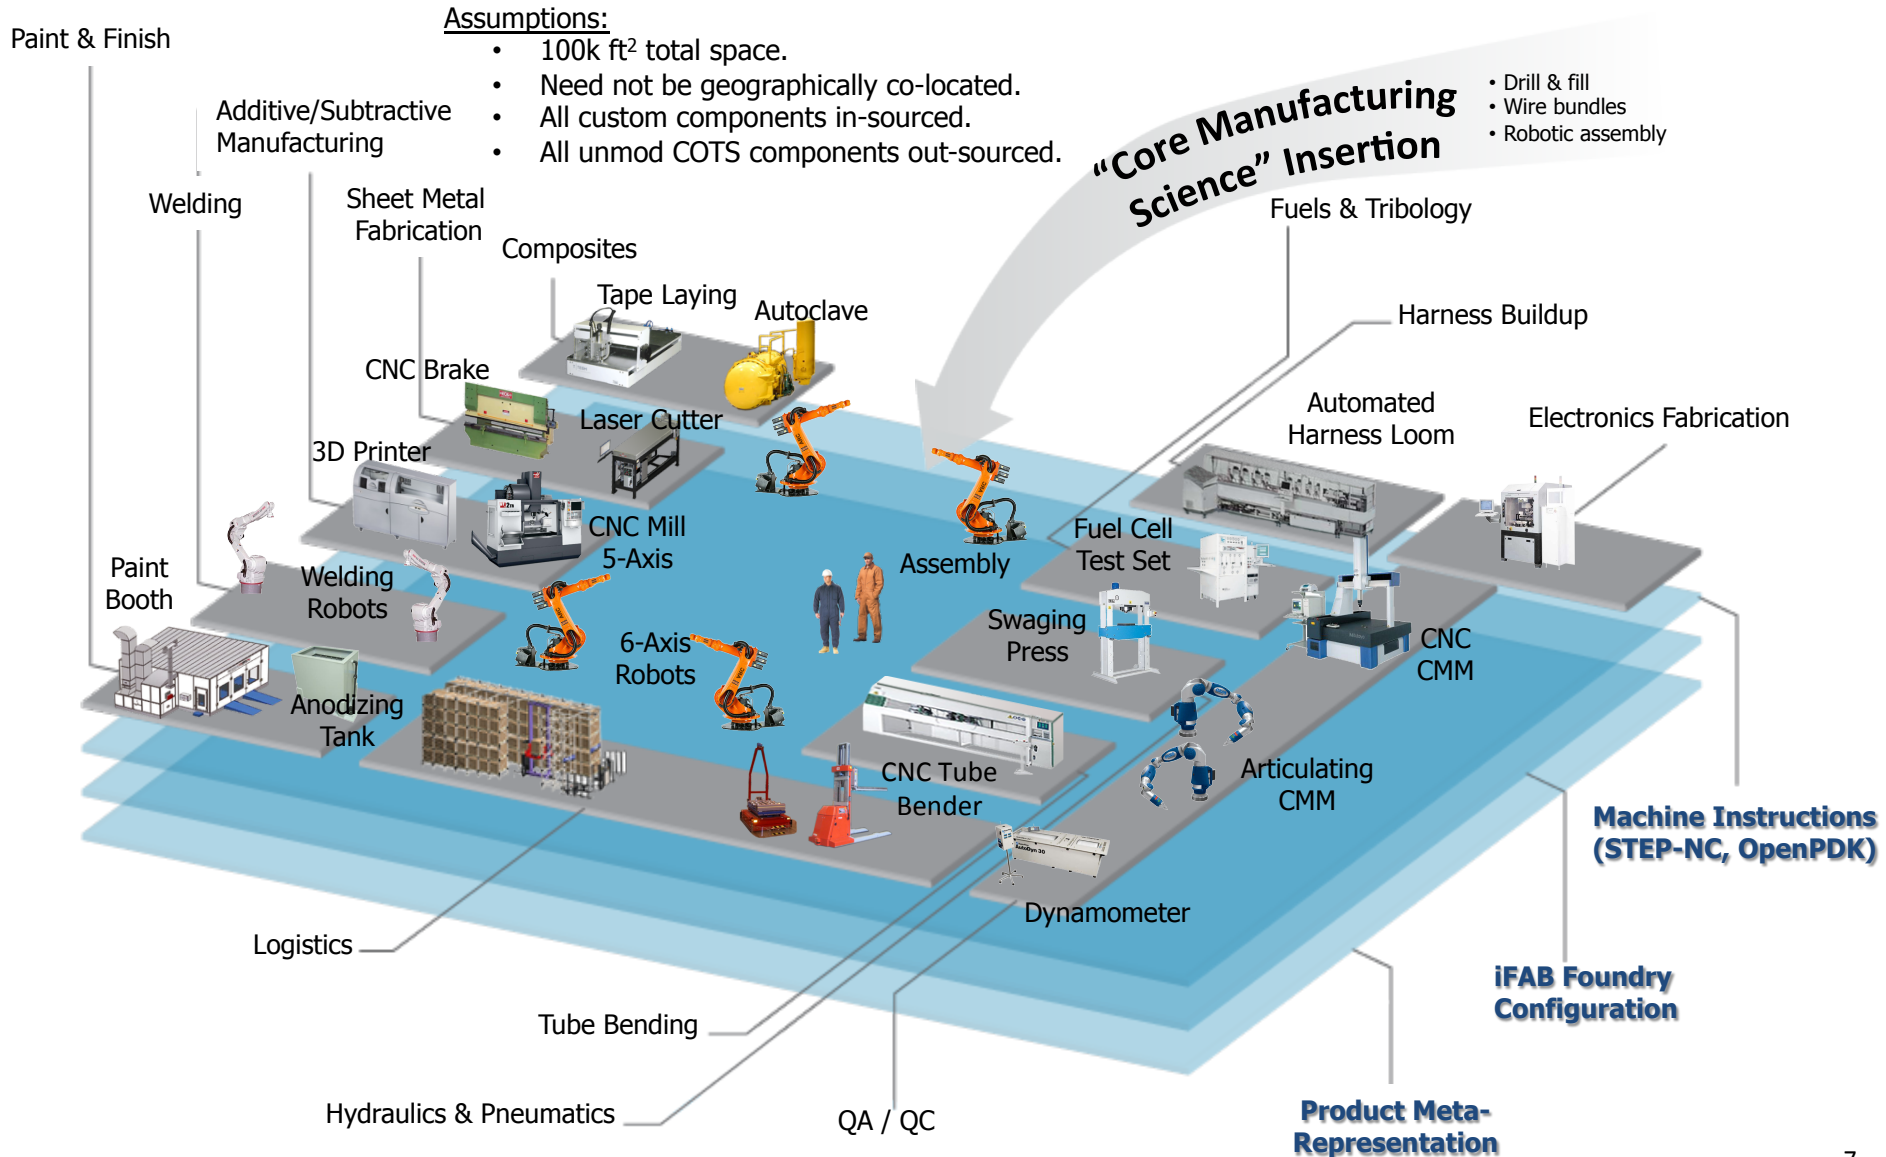 Assumptions:
• 100k ft² total space.
• Need not be geographically co-located.
• All custom components in-sourced.
• All unmod COTS components out-sourced.
Paint & Finish
Additive/Subtractive
Manufacturing
Welding
Sheet Metal
Fabrication
Composites
"Core Manufacturing
Science" Insertion
• Drill & fill
• Wire bundles
• Robotic assembly
Fuels & Tribology
Harness Buildup
Electronics Fabrication
Tape Laying
Autoclave
CNC Brake
Laser Cutter
3D Printer
CNC Mill
5-Axis
Automated
Harness Loom
Fuel Cell
Test Set
Assembly
Paint
Booth
Welding
Robots
6-Axis
Robots
Swaging
Press
CNC
CMM
Anodizing
Tank
CNC Tube
Bender
Articulating
CMM
AutoDyn 30
Dynamometer
Machine Instructions
(STEP-NC, OpenPDK)
Logistics
iFAB Foundry
Configuration
Tube Bending
Hydraulics & Pneumatics
QA / QC
Product Meta-
Representation
7